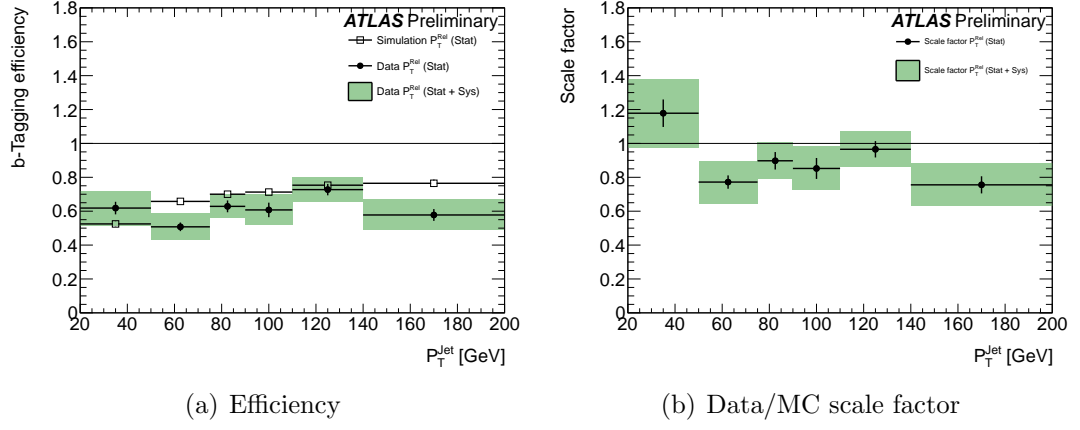 b-Tagging efficiency
1.8
1.6
1.4
1.2
1
0.8
0.6
0.4
0.2
0
20 40 60 80 100 120 140 160 180 200
P_T^Jet [GeV]
ATLAS Preliminary
Simulation P_T^Rel (Stat)
Data P_T^Rel (Stat)
Data P_T^Rel (Stat + Sys)
(a) Efficiency
Scale factor
1.8
1.6
1.4
1.2
1
0.8
0.6
0.4
0.2
0
20 40 60 80 100 120 140 160 180 200
P_T^Jet [GeV]
ATLAS Preliminary
Scale factor P_T^Rel (Stat)
Scale factor P_T^Rel (Stat + Sys)
(b) Data/MC scale factor